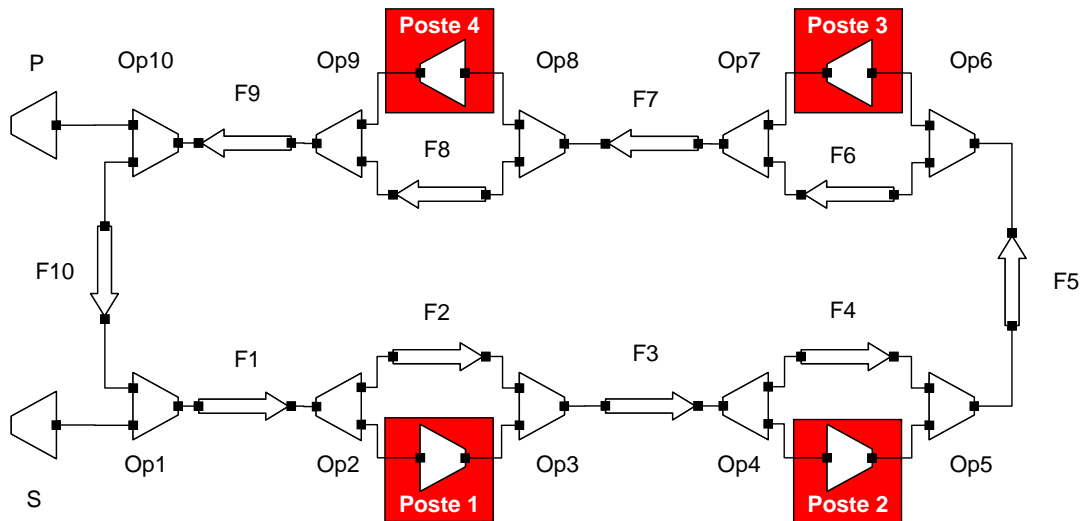 Poste 4
Poste 3
P
Op10
Op9
Op8
Op7
Op6
F9
F7
F8
F6
F10
F5
F2
F4
F1
F3
Op1
Op2
Op3
Op4
Op5
S
Poste 1
Poste 2